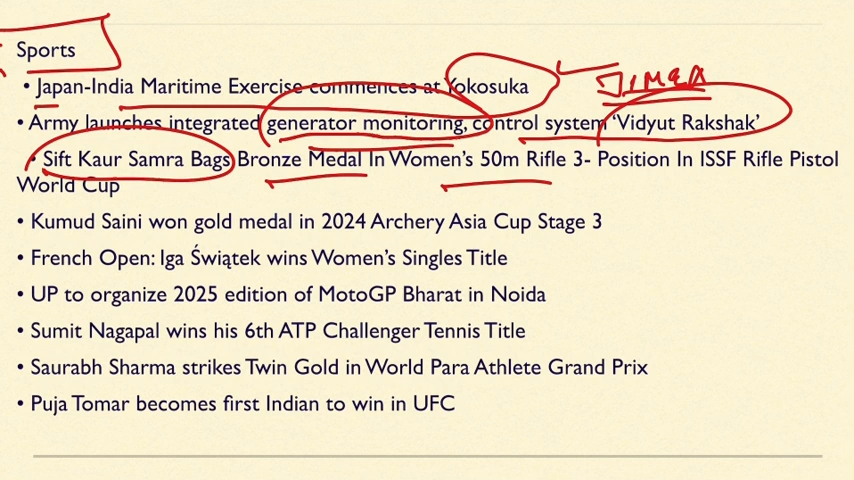 Sports
• Japan-India Maritime Exercise commences at Yokosuka
JIMEX
• Army launches integrated generator monitoring, control system ‘Vidyut Rakshak’
• Sift Kaur Samra Bags Bronze Medal In Women’s 50m Rifle 3- Position In ISSF Rifle Pistol
World Cup
• Kumud Saini won gold medal in 2024 Archery Asia Cup Stage 3
• French Open: Iga Świątek wins Women’s Singles Title
• UP to organize 2025 edition of MotoGP Bharat in Noida
• Sumit Nagapal wins his 6th ATP Challenger Tennis Title
• Saurabh Sharma strikes Twin Gold in World Para Athlete Grand Prix
• Puja Tomar becomes first Indian to win in UFC